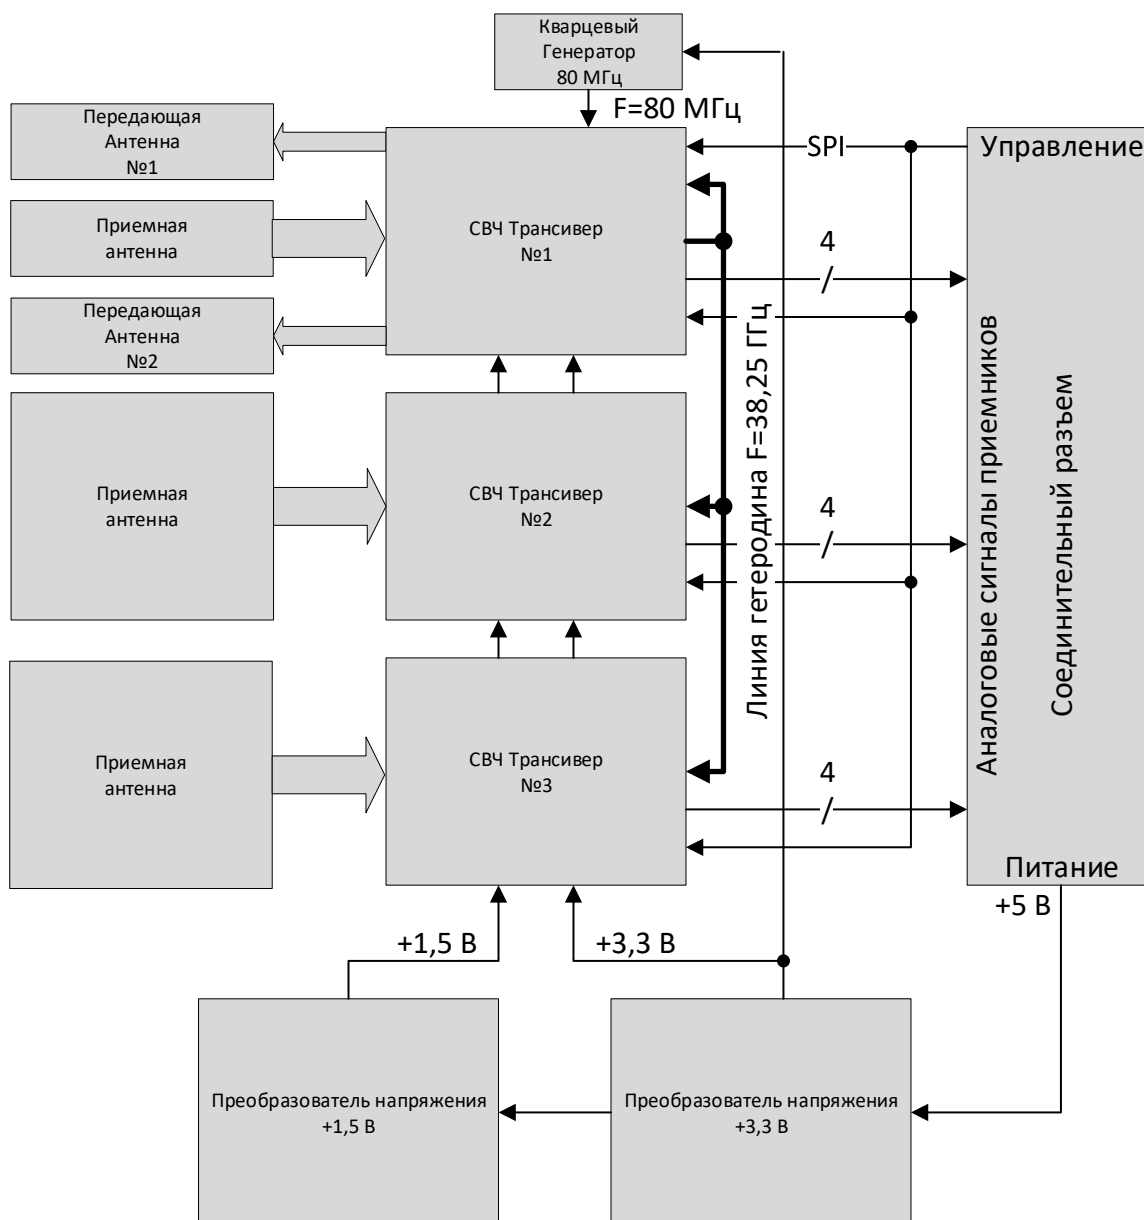 Кварцевый
Генератор
80 МГц
F=80 МГц
Передающая
Антенна
№1
SPI
Управление
Приемная
антенна
СВЧ Трансивер
№1
4
Передающая
Антенна
№2
Линия гетеродина F=38,25 ГГц
Аналоговые сигналы приемников
Соединительный разъем
Приемная
антенна
СВЧ Трансивер
№2
4
Приемная
антенна
СВЧ Трансивер
№3
4
Питание
+5 В
+1,5 В
+3,3 В
Преобразователь напряжения
+1,5 В
Преобразователь напряжения
+3,3 В